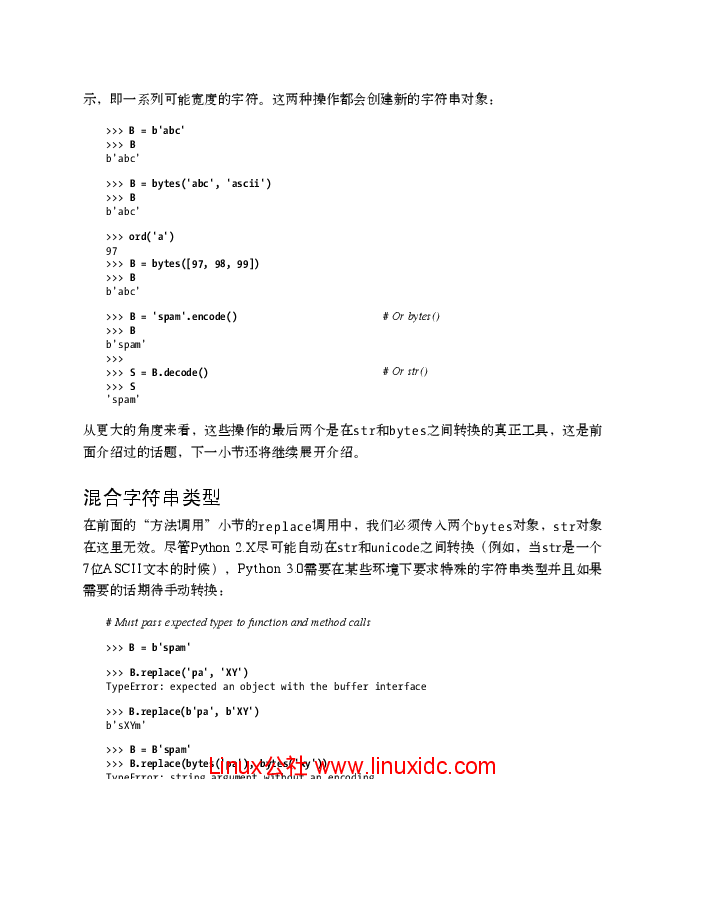 示，即一系列可能宽度的字符。这两种操作都会创建新的字符串对象：
>>> B = b'abc'
>>> B
b'abc'
>>> B = bytes('abc', 'ascii')
>>> B
b'abc'
>>> ord('a')
97
>>> B = bytes([97, 98, 99])
>>> B
b'abc'
>>> B = 'spam'.encode() # Or bytes()
>>> B
b'spam'
>>>
>>> S = B.decode() # Or str()
>>> S
'spam'
从更大的角度来看，这些操作的最后两个是在str和bytes之间转换的真正工具，这是前
面介绍过的话题，下一小节还将继续展开介绍。
混合字符串类型
在前面的“方法调用”小节的replace调用中，我们必须传入两个bytes对象，str对象
在这里无效。尽管Python 2.X尽可能自动在str和unicode之间转换（例如，当str是一个
7位ASCII文本的时候），Python 3.0需要在某些环境下要求特殊的字符串类型并且如果
需要的话期待手动转换：
# Must pass expected types to function and method calls
>>> B = b'spam'
>>> B.replace('pa', 'XY')
TypeError: expected an object with the buffer interface
>>> B.replace(b'pa', b'XY')
b'sXYm'
>>> B = B'spam'
>>> B.replace(bytes('pa'), bytes('xy'))
TypeError: string argument without an encoding
Linux公社 www.linuxidc.com